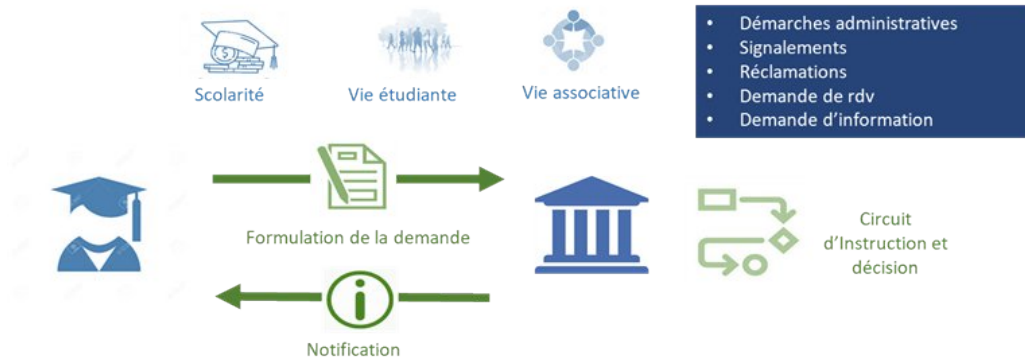 Scolarité
Vie étudiante
Vie associative
• Démarches administratives
• Signalements
• Réclamations
• Demande de rdv
• Demande d'information
Formulation de la demande
Circuit
d'Instruction et
décision
Notification